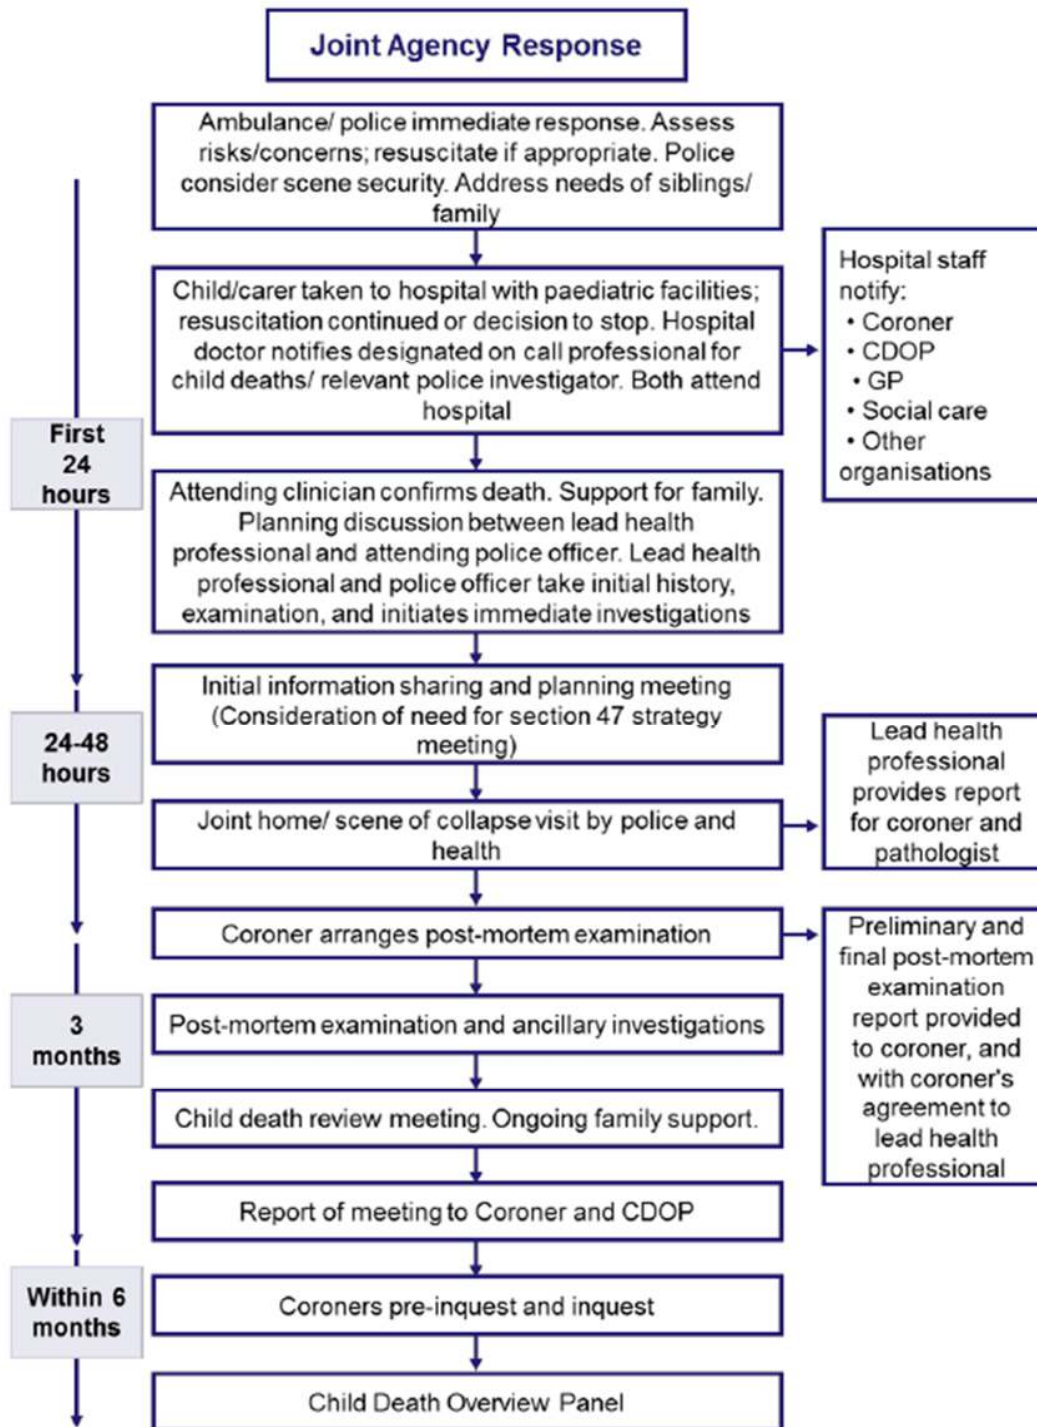 Joint Agency Response
Ambulance/ police immediate response. Assess
risks/concerns; resuscitate if appropriate. Police
consider scene security. Address needs of siblings/
family
Child/carer taken to hospital with paediatric facilities;
resuscitation continued or decision to stop. Hospital
doctor notifies designated on call professional for
child deaths/ relevant police investigator. Both attend
hospital
Hospital staff
notify:
• Coroner
• CDOP
• GP
• Social care
• Other
organisations
First
24
hours
Attending clinician confirms death. Support for family.
Planning discussion between lead health
professional and attending police officer. Lead health
professional and police officer take initial history,
examination, and initiates immediate investigations
Initial information sharing and planning meeting
(Consideration of need for section 47 strategy
meeting)
24-48
hours
Joint home/ scene of collapse visit by police and
health
Lead health
professional
provides report
for coroner and
pathologist
Coroner arranges post-mortem examination
Preliminary and
final post-mortem
examination
report provided
to coroner, and
with coroner's
agreement to
lead health
professional
3
months
Post-mortem examination and ancillary investigations
Child death review meeting. Ongoing family support.
Report of meeting to Coroner and CDOP
Within 6
months
Coroners pre-inquest and inquest
Child Death Overview Panel